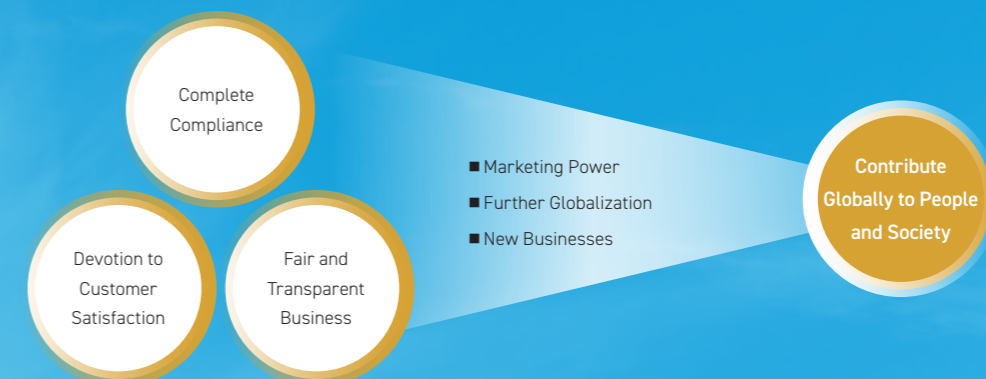 Complete
Compliance
Devotion to
Customer
Satisfaction
Fair and
Transparent
Business
■ Marketing Power
■ Further Globalization
■ New Businesses
Contribute
Globally to People
and Society